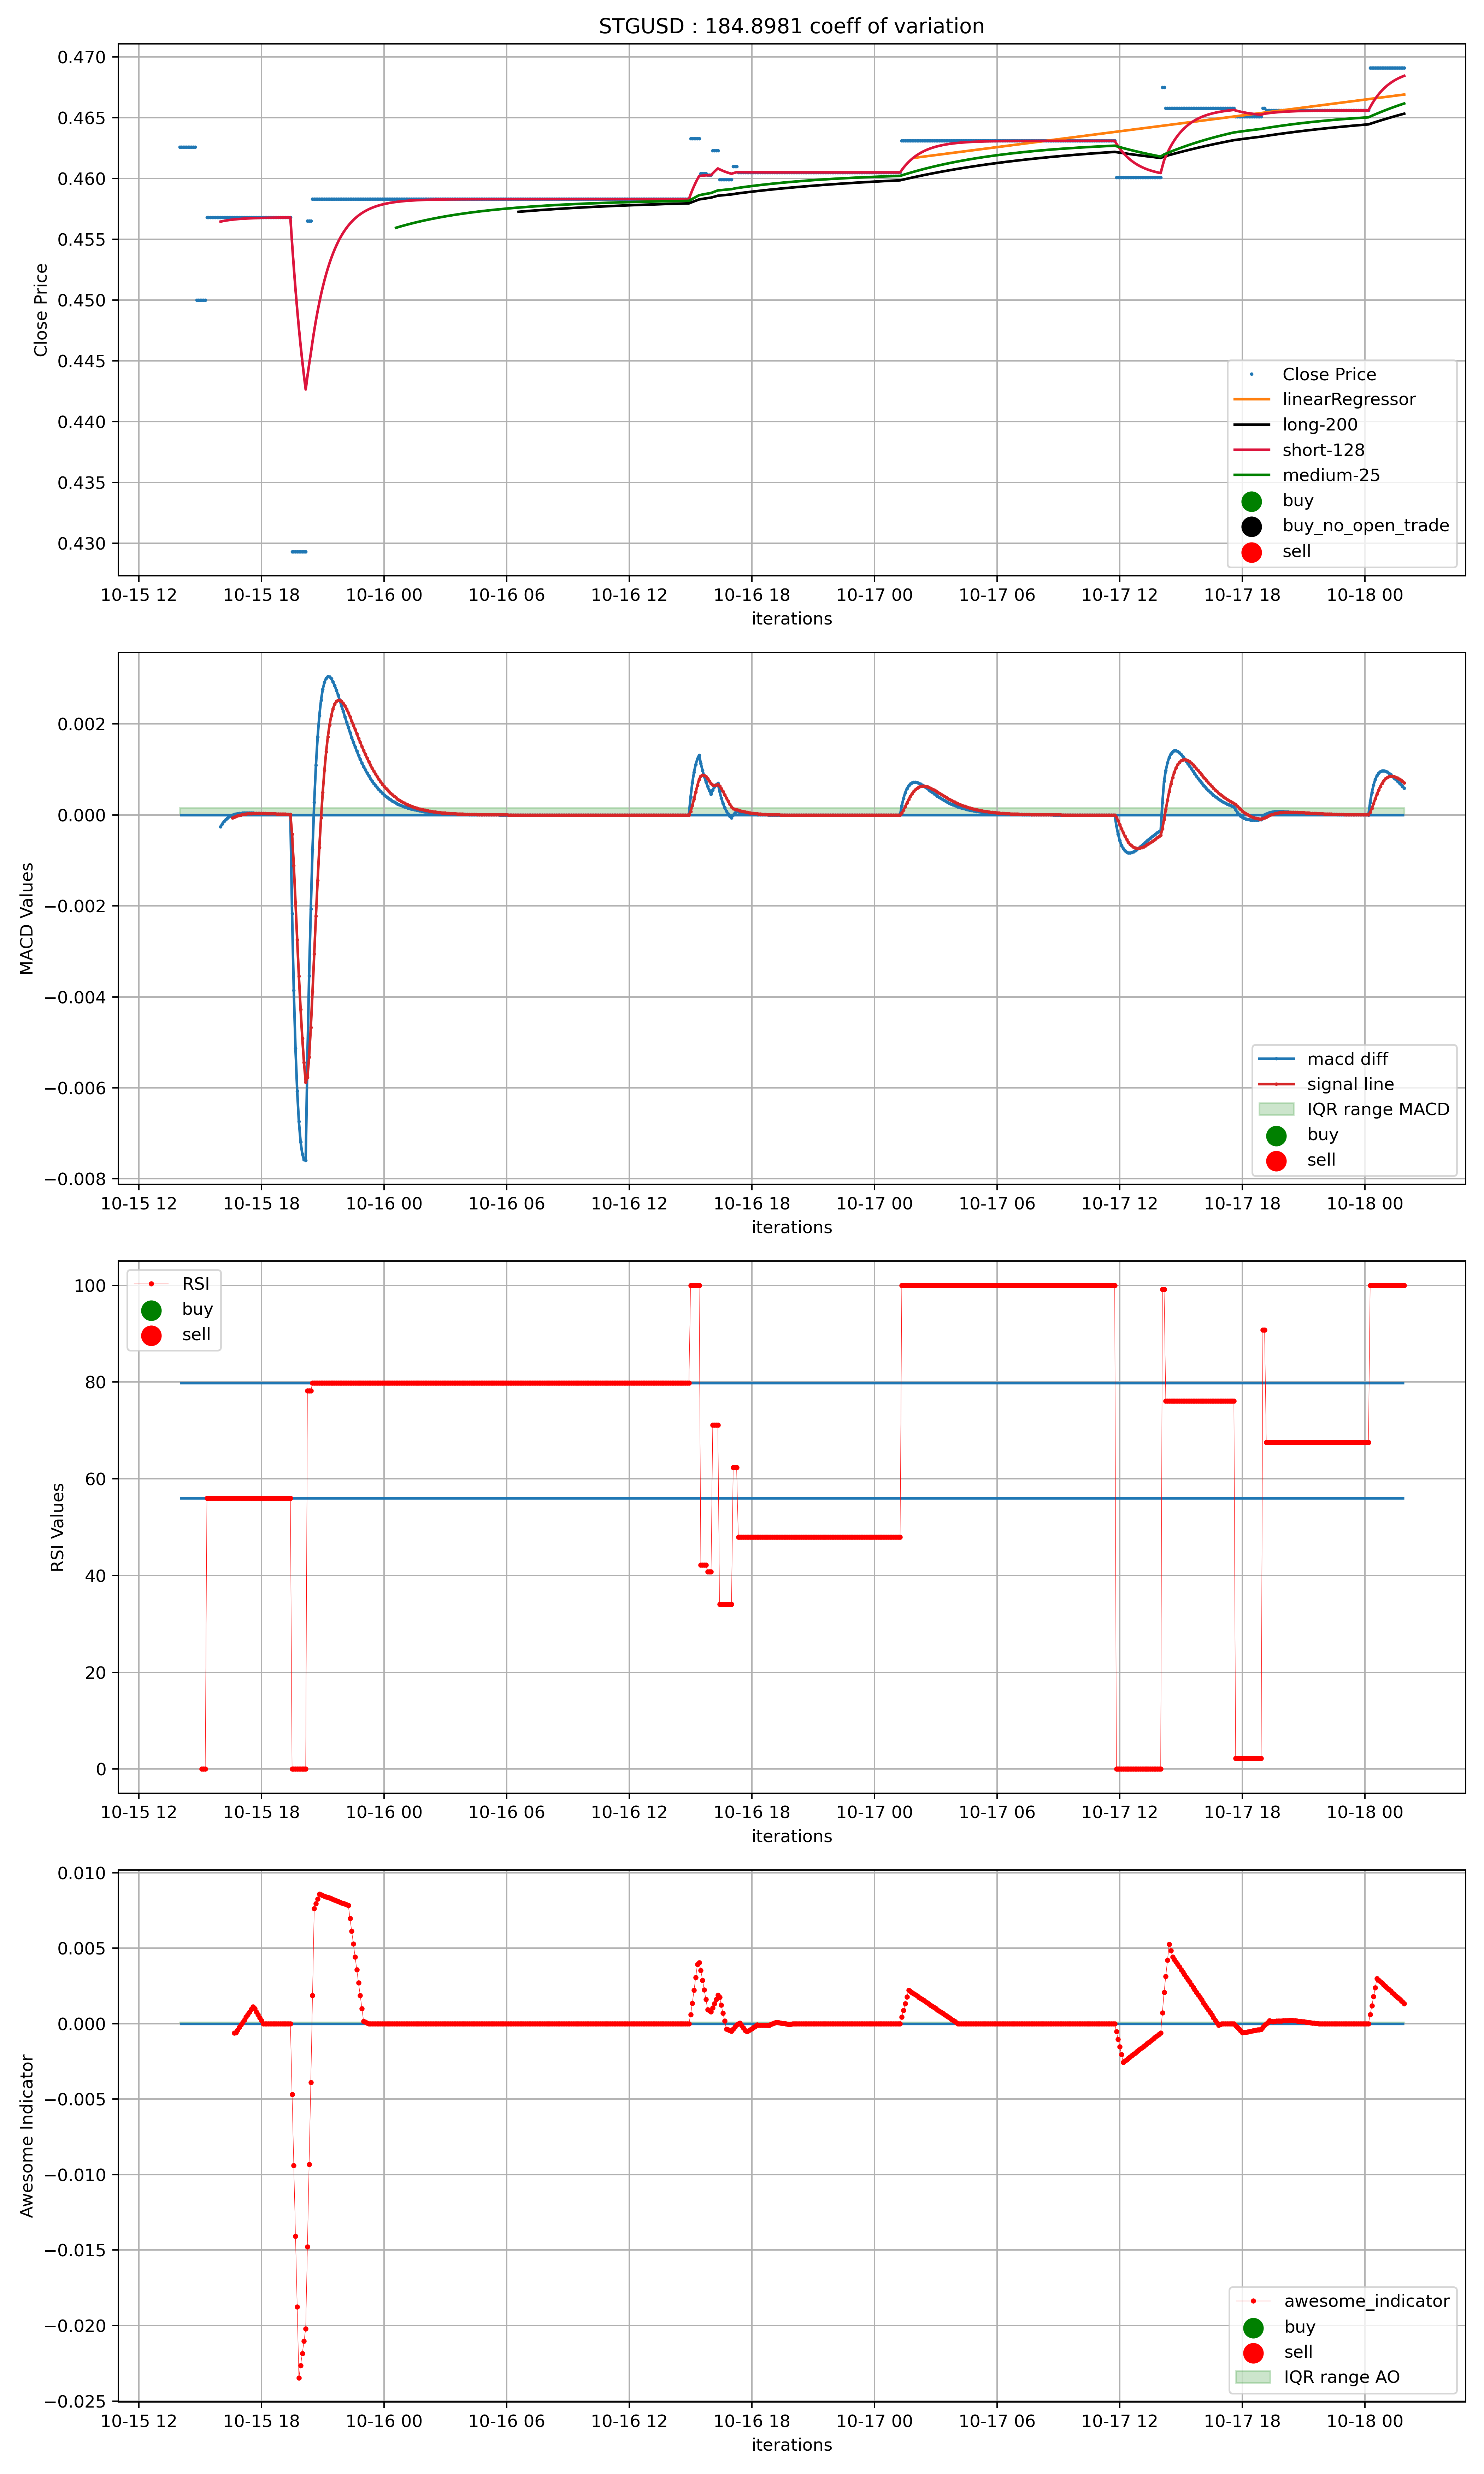 STGUSD : 184.8981 coeff of variation
0.470
0.465
0.460
0.455
0.450
0.445
0.440
0.435
0.430
Close Price
Close Price
linearRegressor
long-200
short-128
medium-25
buy
buy_no_open_trade
sell
10-15 12 10-15 18 10-16 00 10-16 06 10-16 12 10-16 18 10-17 00 10-17 06 10-17 12 10-17 18 10-18 00
iterations
0.002
0.000
−0.002
−0.004
−0.006
−0.008
MACD Values
macd diff
signal line
IQR range MACD
buy
sell
10-15 12 10-15 18 10-16 00 10-16 06 10-16 12 10-16 18 10-17 00 10-17 06 10-17 12 10-17 18 10-18 00
iterations
RSI
buy
sell
100
80
60
40
20
0
RSI Values
10-15 12 10-15 18 10-16 00 10-16 06 10-16 12 10-16 18 10-17 00 10-17 06 10-17 12 10-17 18 10-18 00
iterations
0.010
0.005
0.000
−0.005
−0.010
−0.015
−0.020
−0.025
Awesome Indicator
awesome_indicator
buy
sell
IQR range AO
10-15 12 10-15 18 10-16 00 10-16 06 10-16 12 10-16 18 10-17 00 10-17 06 10-17 12 10-17 18 10-18 00
iterations